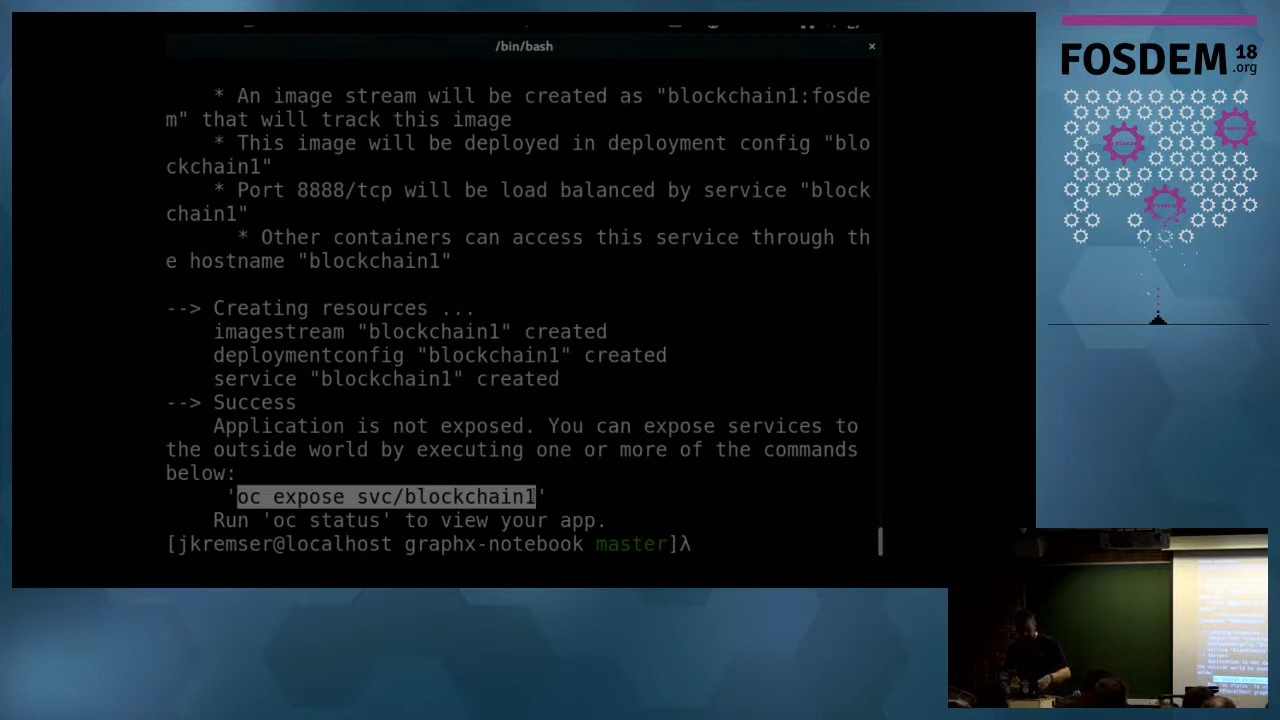 /bin/bash
×
* An image stream will be created as "blockchain1:fosde
m" that will track this image
* This image will be deployed in deployment config "blo
ckchain1"
* Port 8888/tcp will be load balanced by service "block
chain1"
* Other containers can access this service through th
e hostname "blockchain1"
--> Creating resources ...
imagestream "blockchain1" created
deploymentconfig "blockchain1" created
service "blockchain1" created
--> Success
Application is not exposed. You can expose services to
the outside world by executing one or more of the commands
below:
'oc expose svc/blockchain1'
Run 'oc status' to view your app.
[jkremser@localhost graphx-notebook master]λ
FOSDEM 18
.org